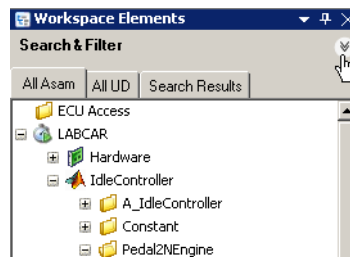 Workspace Elements
Search & Filter
All Asam All UD Search Results
ECU Access
LABCAR
Hardware
IdleController
A_IdleController
Constant
Pedal2NEngine